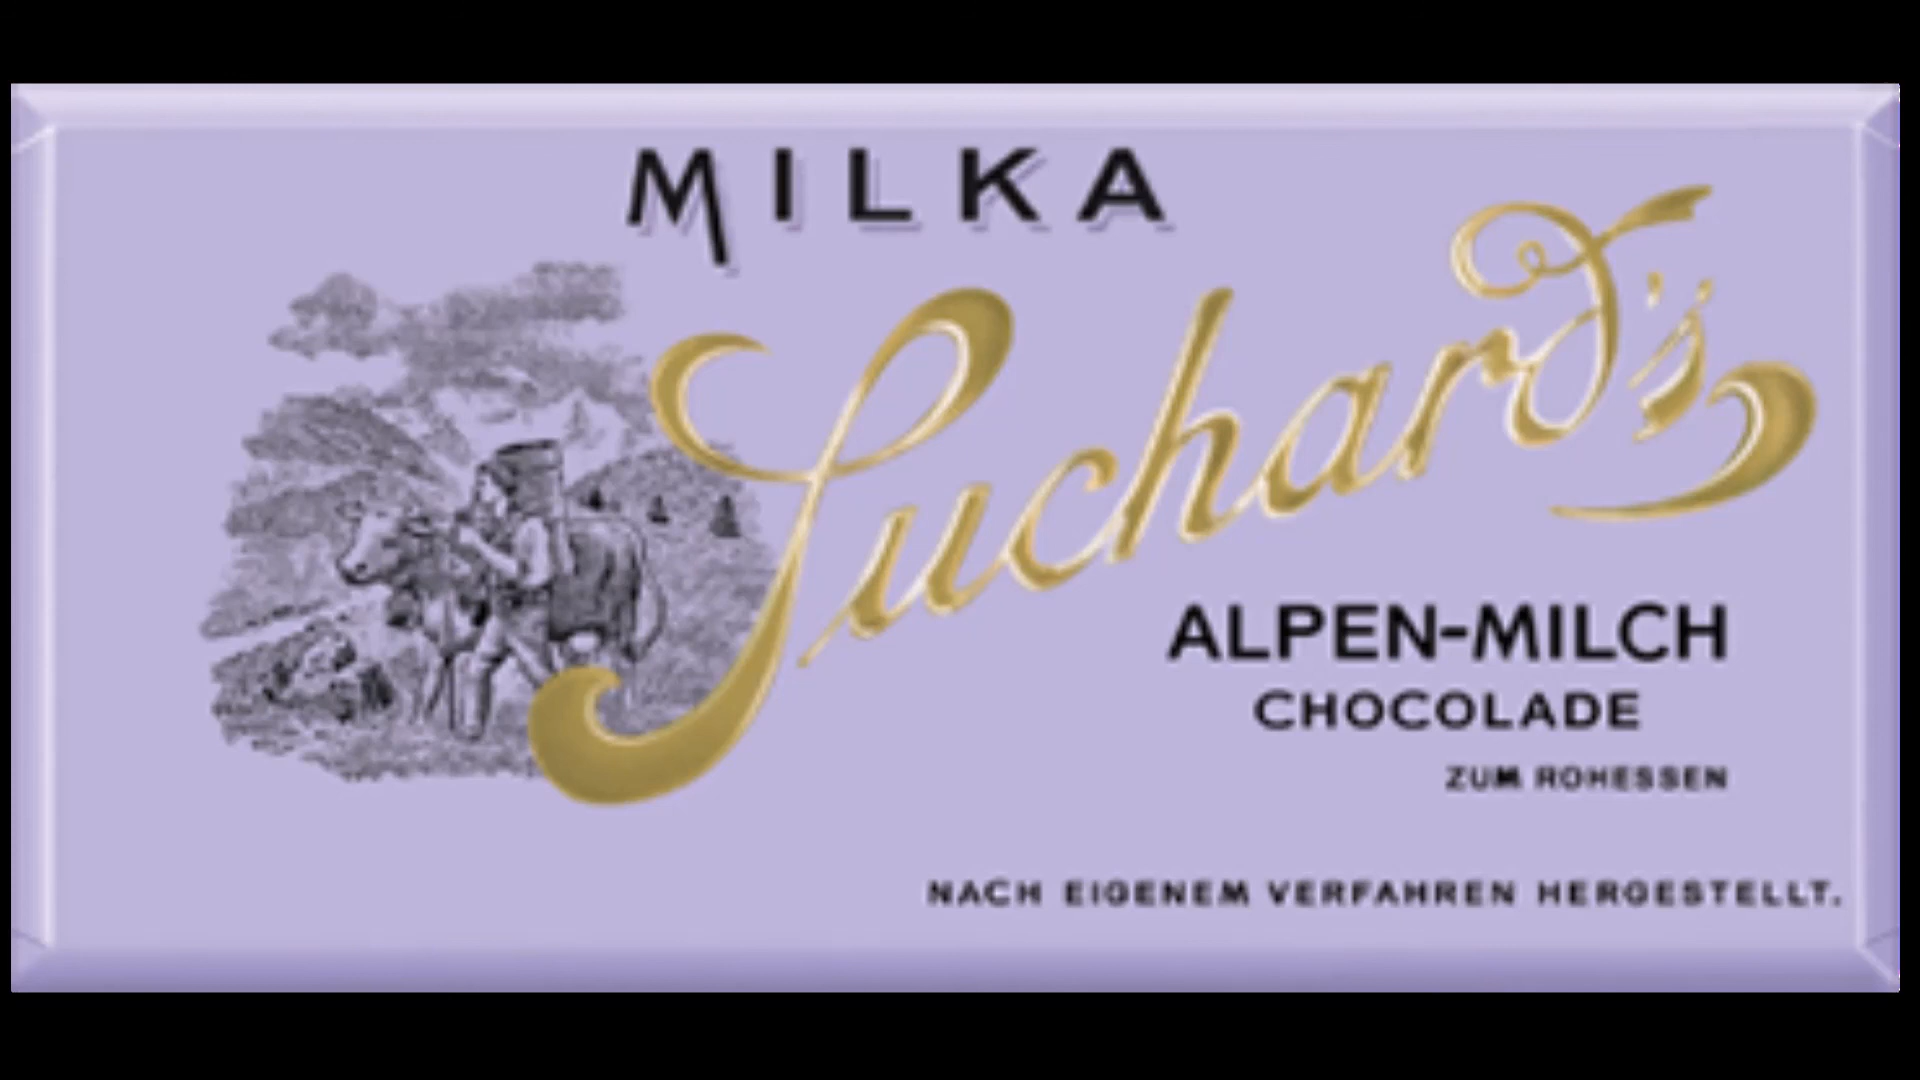 MILKA
Suchard's
ALPEN-MILCH
CHOCOLADE
ZUM ROHESSEN
NACH EIGENEM VERFAHREN HERGESTELLT.